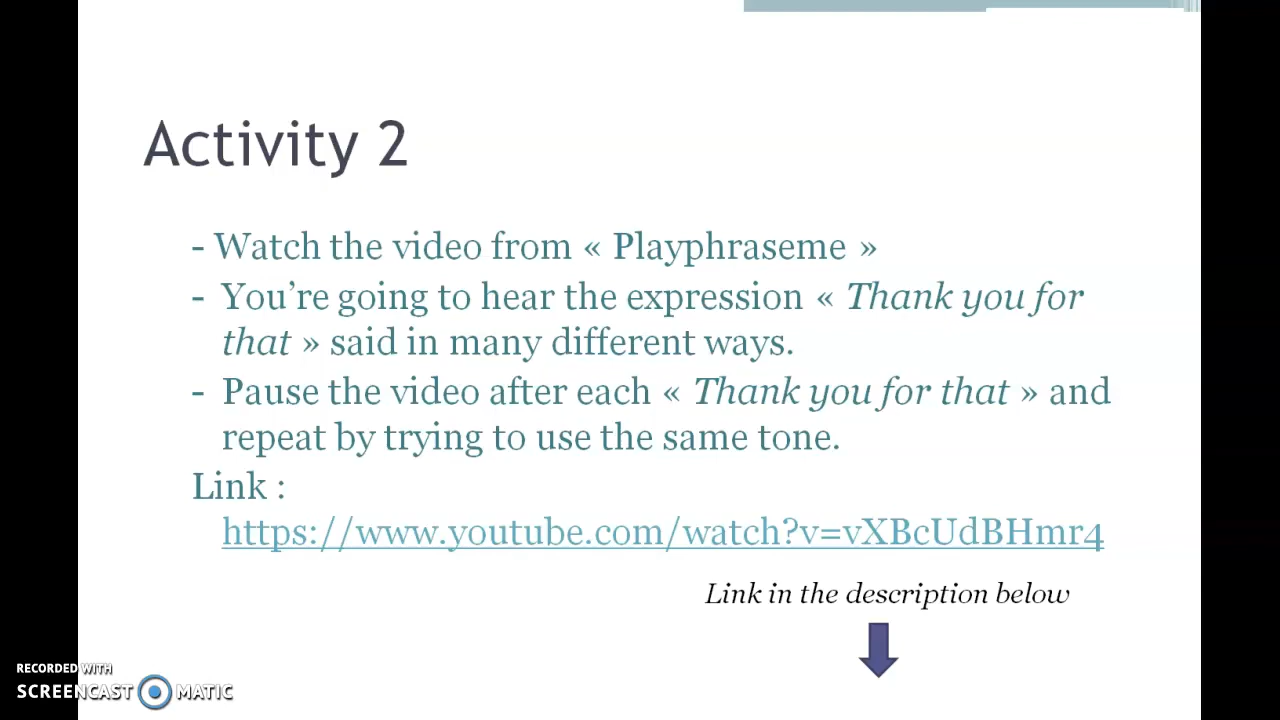 Activity 2
- Watch the video from « Playphraseme »
- You're going to hear the expression « Thank you for
that » said in many different ways.
- Pause the video after each « Thank you for that » and
repeat by trying to use the same tone.
Link :
https://www.youtube.com/watch?v=vXBcUdBHmr4
Link in the description below
RECORDED WITH
SCREENCAST MATIC